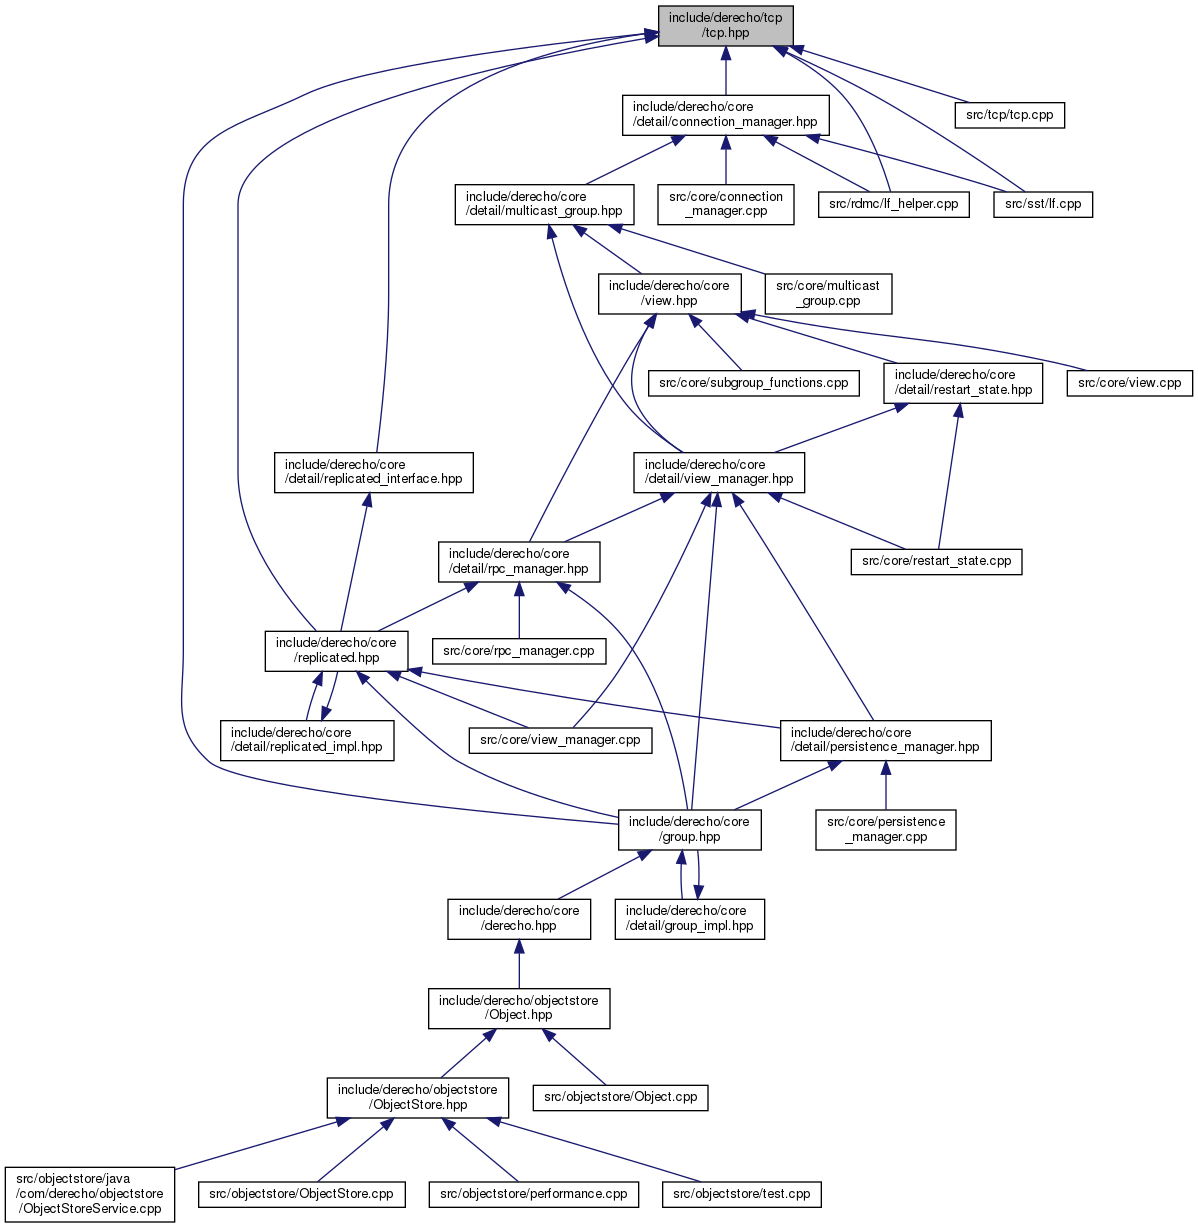 include/derecho/tcp
/tcp.hpp
include/derecho/core
/detail/connection_manager.hpp
src/tcp/tcp.cpp
include/derecho/core
/detail/multicast_group.hpp
src/core/connection
_manager.cpp
src/rdmc/lf_helper.cpp
src/sst/lf.cpp
include/derecho/core
/view.hpp
src/core/multicast
_group.cpp
src/core/subgroup_functions.cpp
include/derecho/core
/detail/restart_state.hpp
src/core/view.cpp
include/derecho/core
/detail/replicated_interface.hpp
include/derecho/core
/detail/view_manager.hpp
include/derecho/core
/detail/rpc_manager.hpp
src/core/restart_state.cpp
include/derecho/core
/replicated.hpp
src/core/rpc_manager.cpp
include/derecho/core
/detail/replicated_impl.hpp
src/core/view_manager.cpp
include/derecho/core
/detail/persistence_manager.hpp
include/derecho/core
/group.hpp
src/core/persistence
_manager.cpp
include/derecho/core
/derecho.hpp
include/derecho/core
/detail/group_impl.hpp
include/derecho/objectstore
/Object.hpp
include/derecho/objectstore
/ObjectStore.hpp
src/objectstore/Object.cpp
src/objectstore/java
/com/derecho/objectstore
/ObjectStoreService.cpp
src/objectstore/ObjectStore.cpp
src/objectstore/performance.cpp
src/objectstore/test.cpp